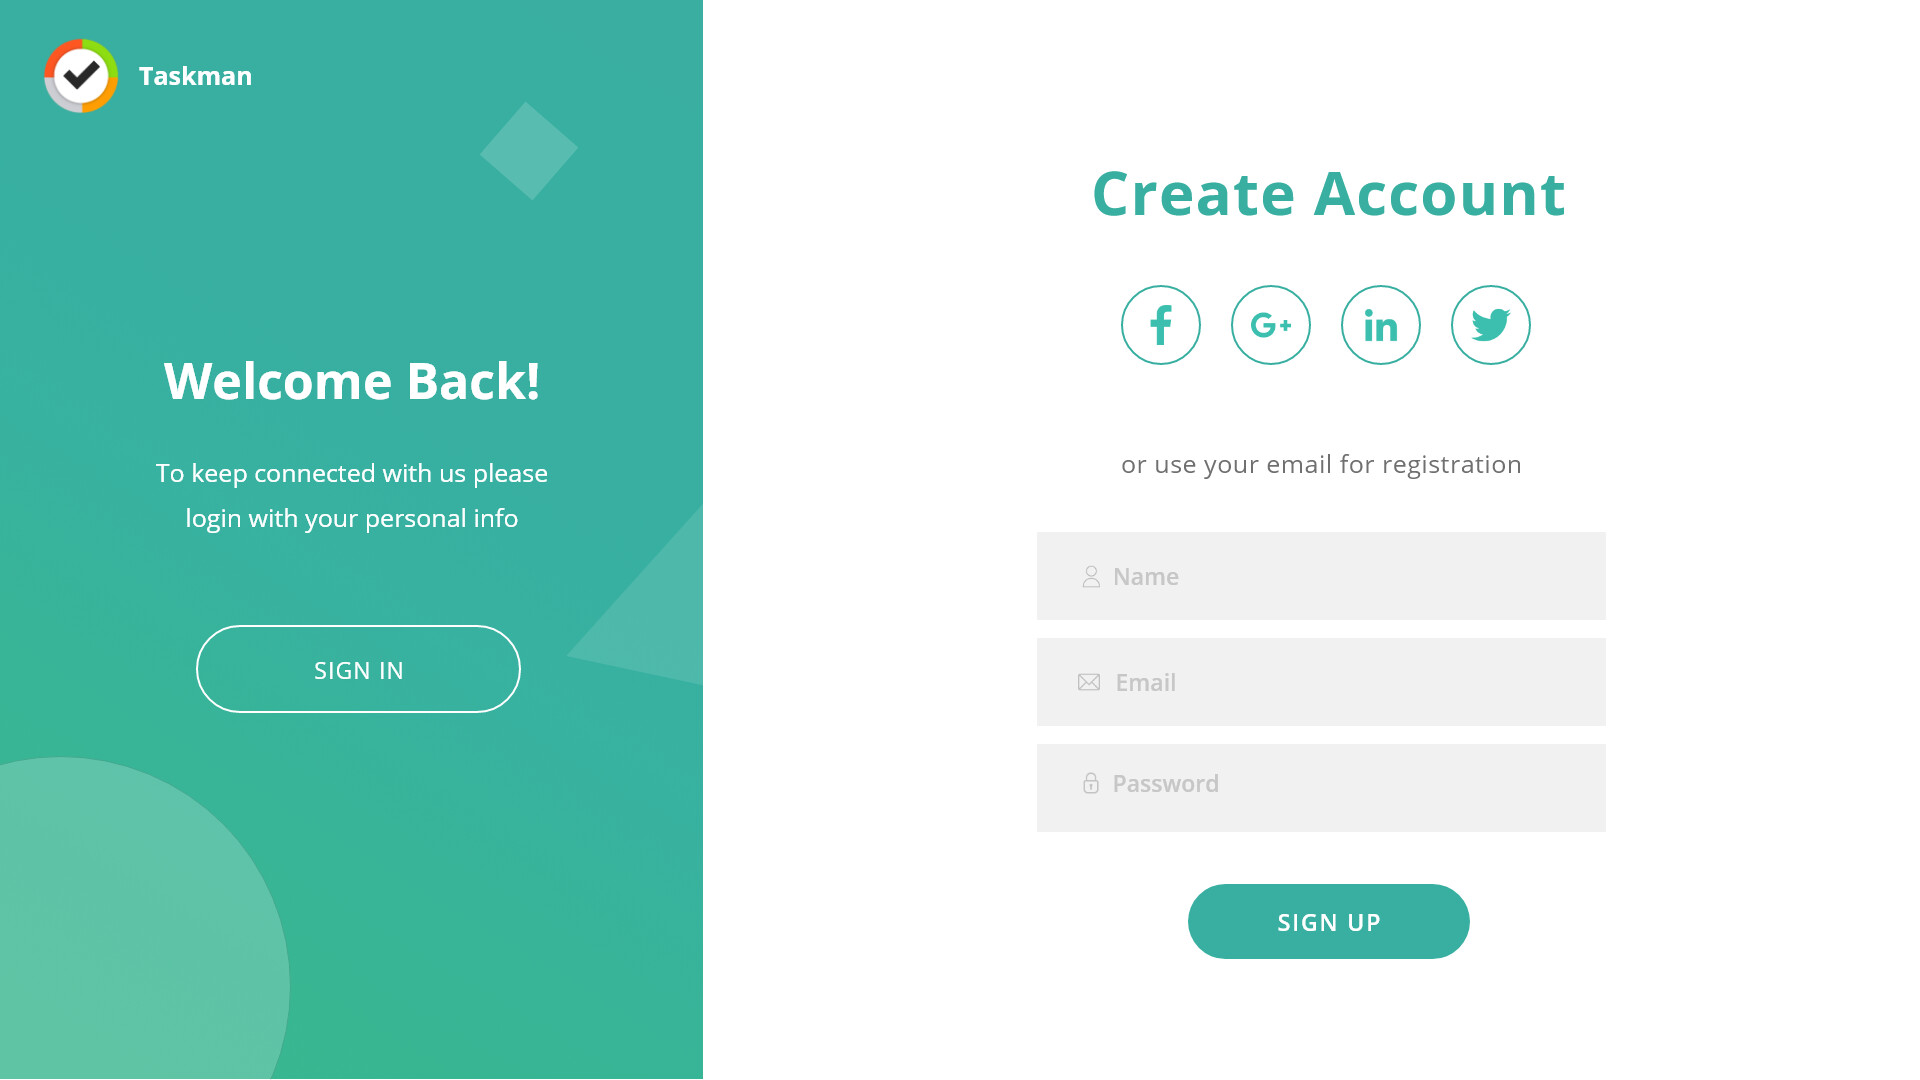 Taskman
Welcome Back!
To keep connected with us please
login with your personal info
SIGN IN
Create Account
or use your email for registration
Name
Email
Password
SIGN UP